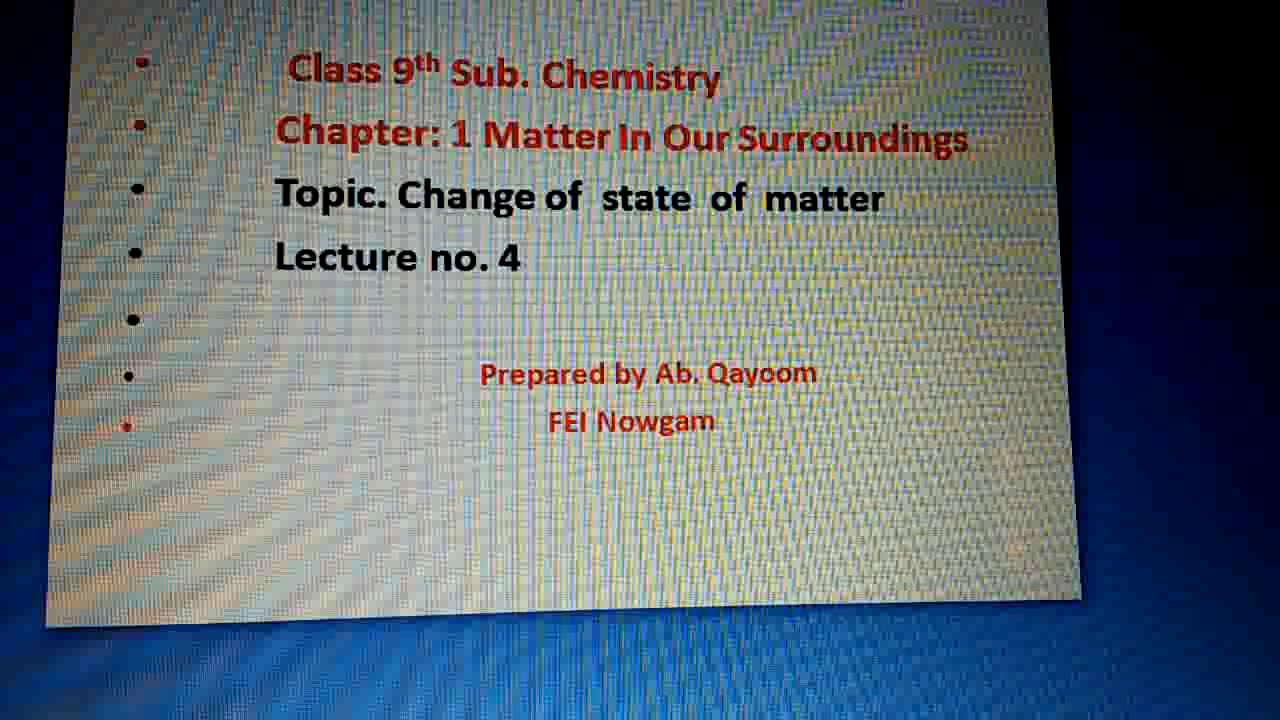 Class 9th Sub. Chemistry
Chapter: 1 Matter In Our Surroundings
Topic. Change of state of matter
Lecture no. 4
Prepared by Ab. Qayoom
FEI Nowgam